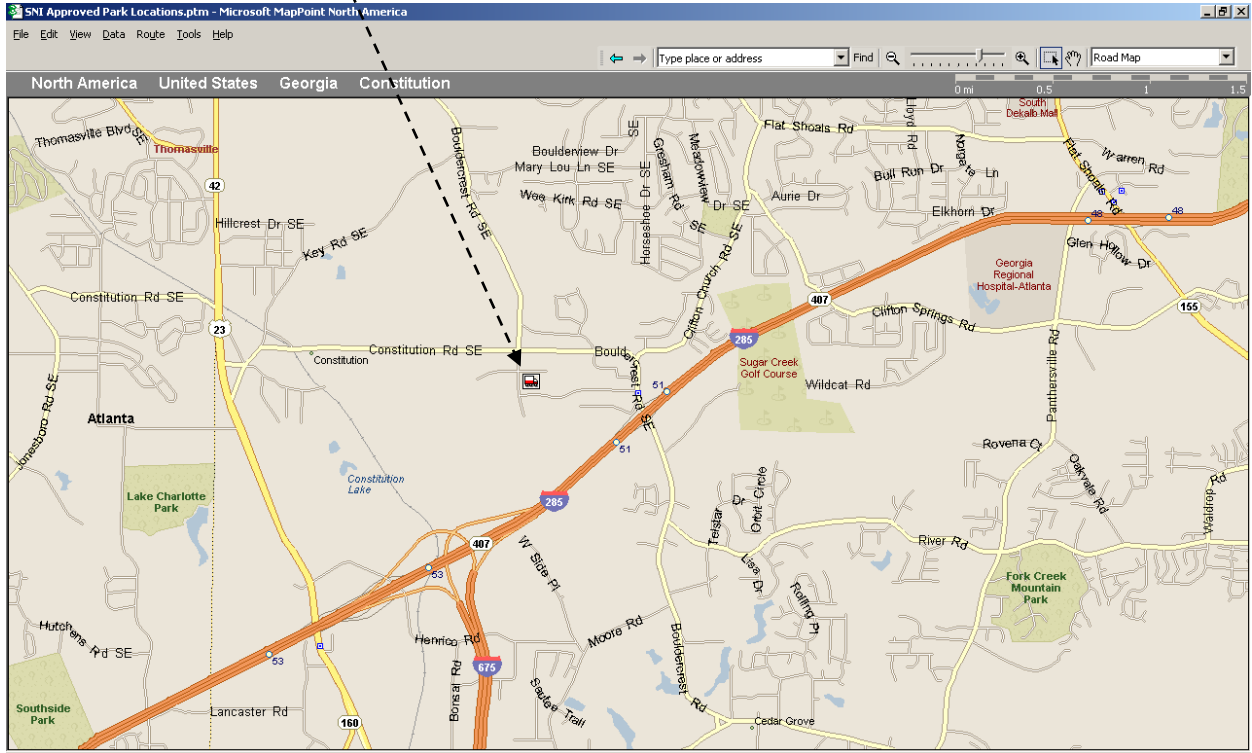 SNI Approved Park Locations.ptm - Microsoft MapPoint North America
File Edit View Data Route Tools Help
Type place or address
Find
Road Map
North America United States Georgia Constitution
0 mi 0.5 1 1.5
South Dekalb Mall
Thomasville Blvd SE
Thomasville
42
Bouldercrest Rd SE
Boulderview Dr SE
Mary Lou Ln SE
Wee Kirk Rd SE
Horseshoe Dr SE
Gresham Rd SE
Meadowview Dr SE
Flat Shoals Rd
Lloyd Rd
Bull Run Dr
Norgate Ln
Flat Shoals Rd
Warren Rd
Aurie Dr
Elkhorn Dr
48
48
Glen Hollow Dr
Hillcrest Dr SE
Key Rd SE
Clifton Church Rd SE
Georgia
Regional
Hospital-Atlanta
407
155
Constitution Rd SE
23
Clifton Springs Rd
Constitution
Constitution Rd SE
Bouldercrest Rd SE
285
Sugar Creek
Golf Course
Wildcat Rd
Panthersville Rd
51
51
Jonesboro Rd SE
Atlanta
Rovena Ct
Oakvale Rd
Waldrop Rd
Constitution
Lake
Lake Charlotte
Park
285
Telstar Dr
Orbit Circle
407
W Side Pl
Lisa Dr
River Rd
53
Rolling Pl
Fork Creek
Mountain
Park
Hutchens Rd SE
Henrico Rd
Moore Rd
53
675
Bonsal Rd
Bouldercrest Rd
Southside
Park
Lancaster Rd
160
Cedar Grove